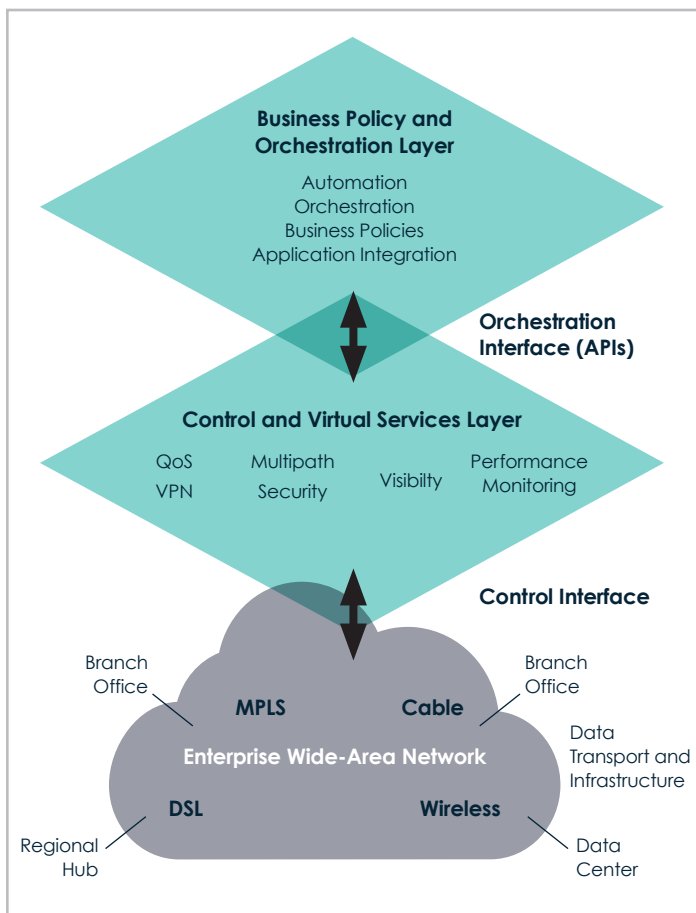 Business Policy and
Orchestration Layer
Automation
Orchestration
Business Policies
Application Integration
Orchestration
Interface (APIs)
Control and Virtual Services Layer
QoS
VPN
Multipath
Security
Visibilty
Performance
Monitoring
Control Interface
Branch
Office
MPLS
Cable
Branch
Office
Enterprise Wide-Area Network
Data
Transport and
Infrastructure
DSL
Wireless
Regional
Hub
Data
Center